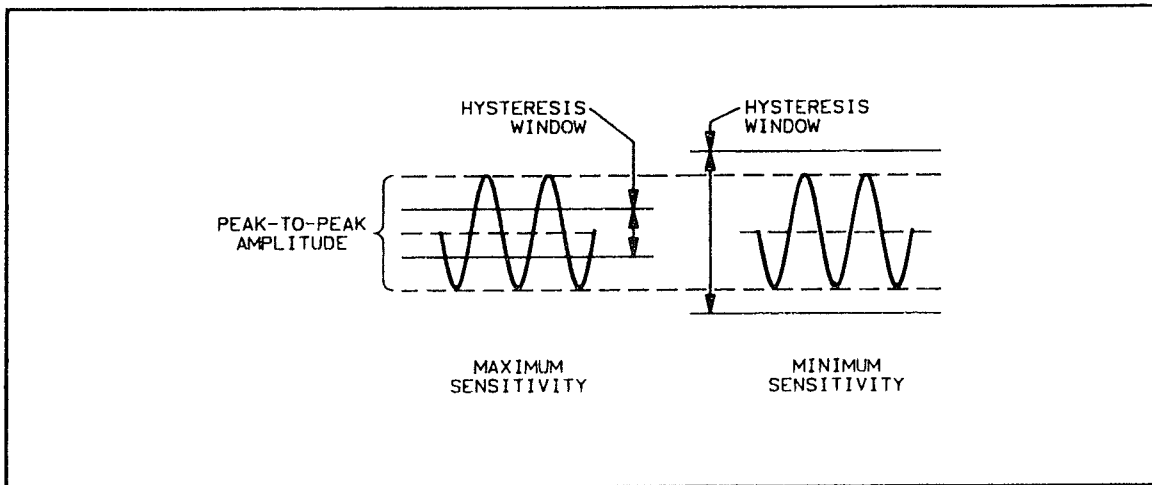 HYSTERESIS
WINDOW
HYSTERESIS
WINDOW
PEAK-TO-PEAK
AMPLITUDE
MAXIMUM
SENSITIVITY
MINIMUM
SENSITIVITY